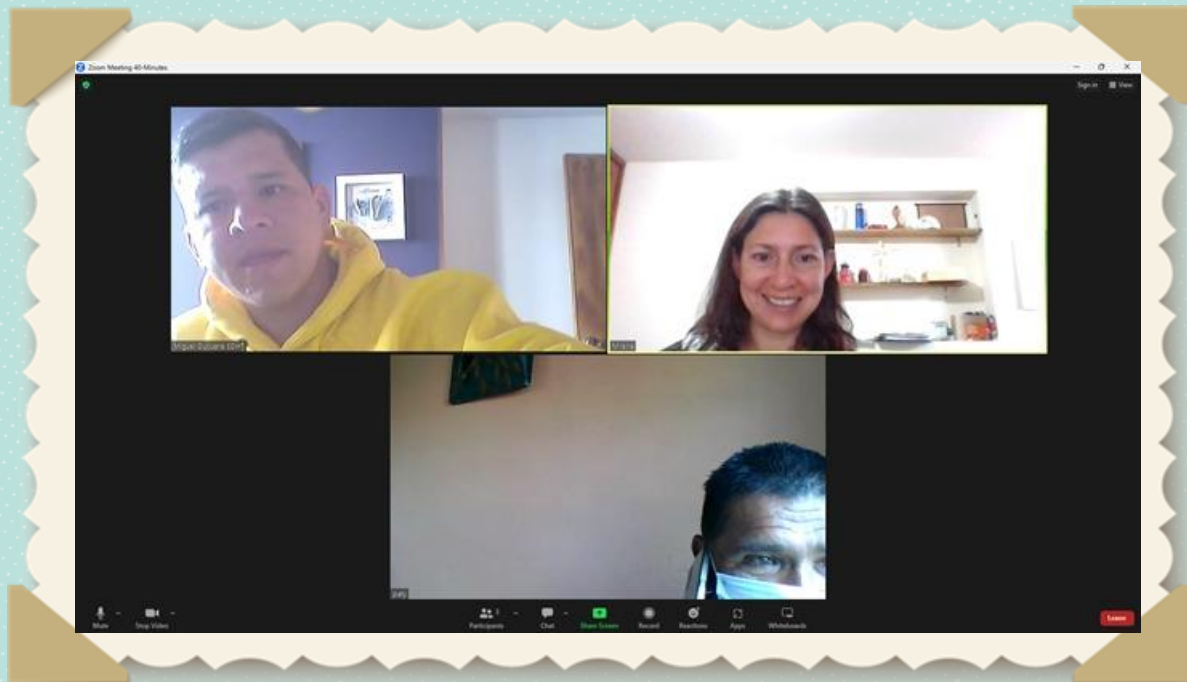 Zoom Meeting 40-Minutes
Sign in View
Mute
Stop Video
Participants
3
Chat
Share Screen
Record
Reactions
Apps
Whiteboards
Leave